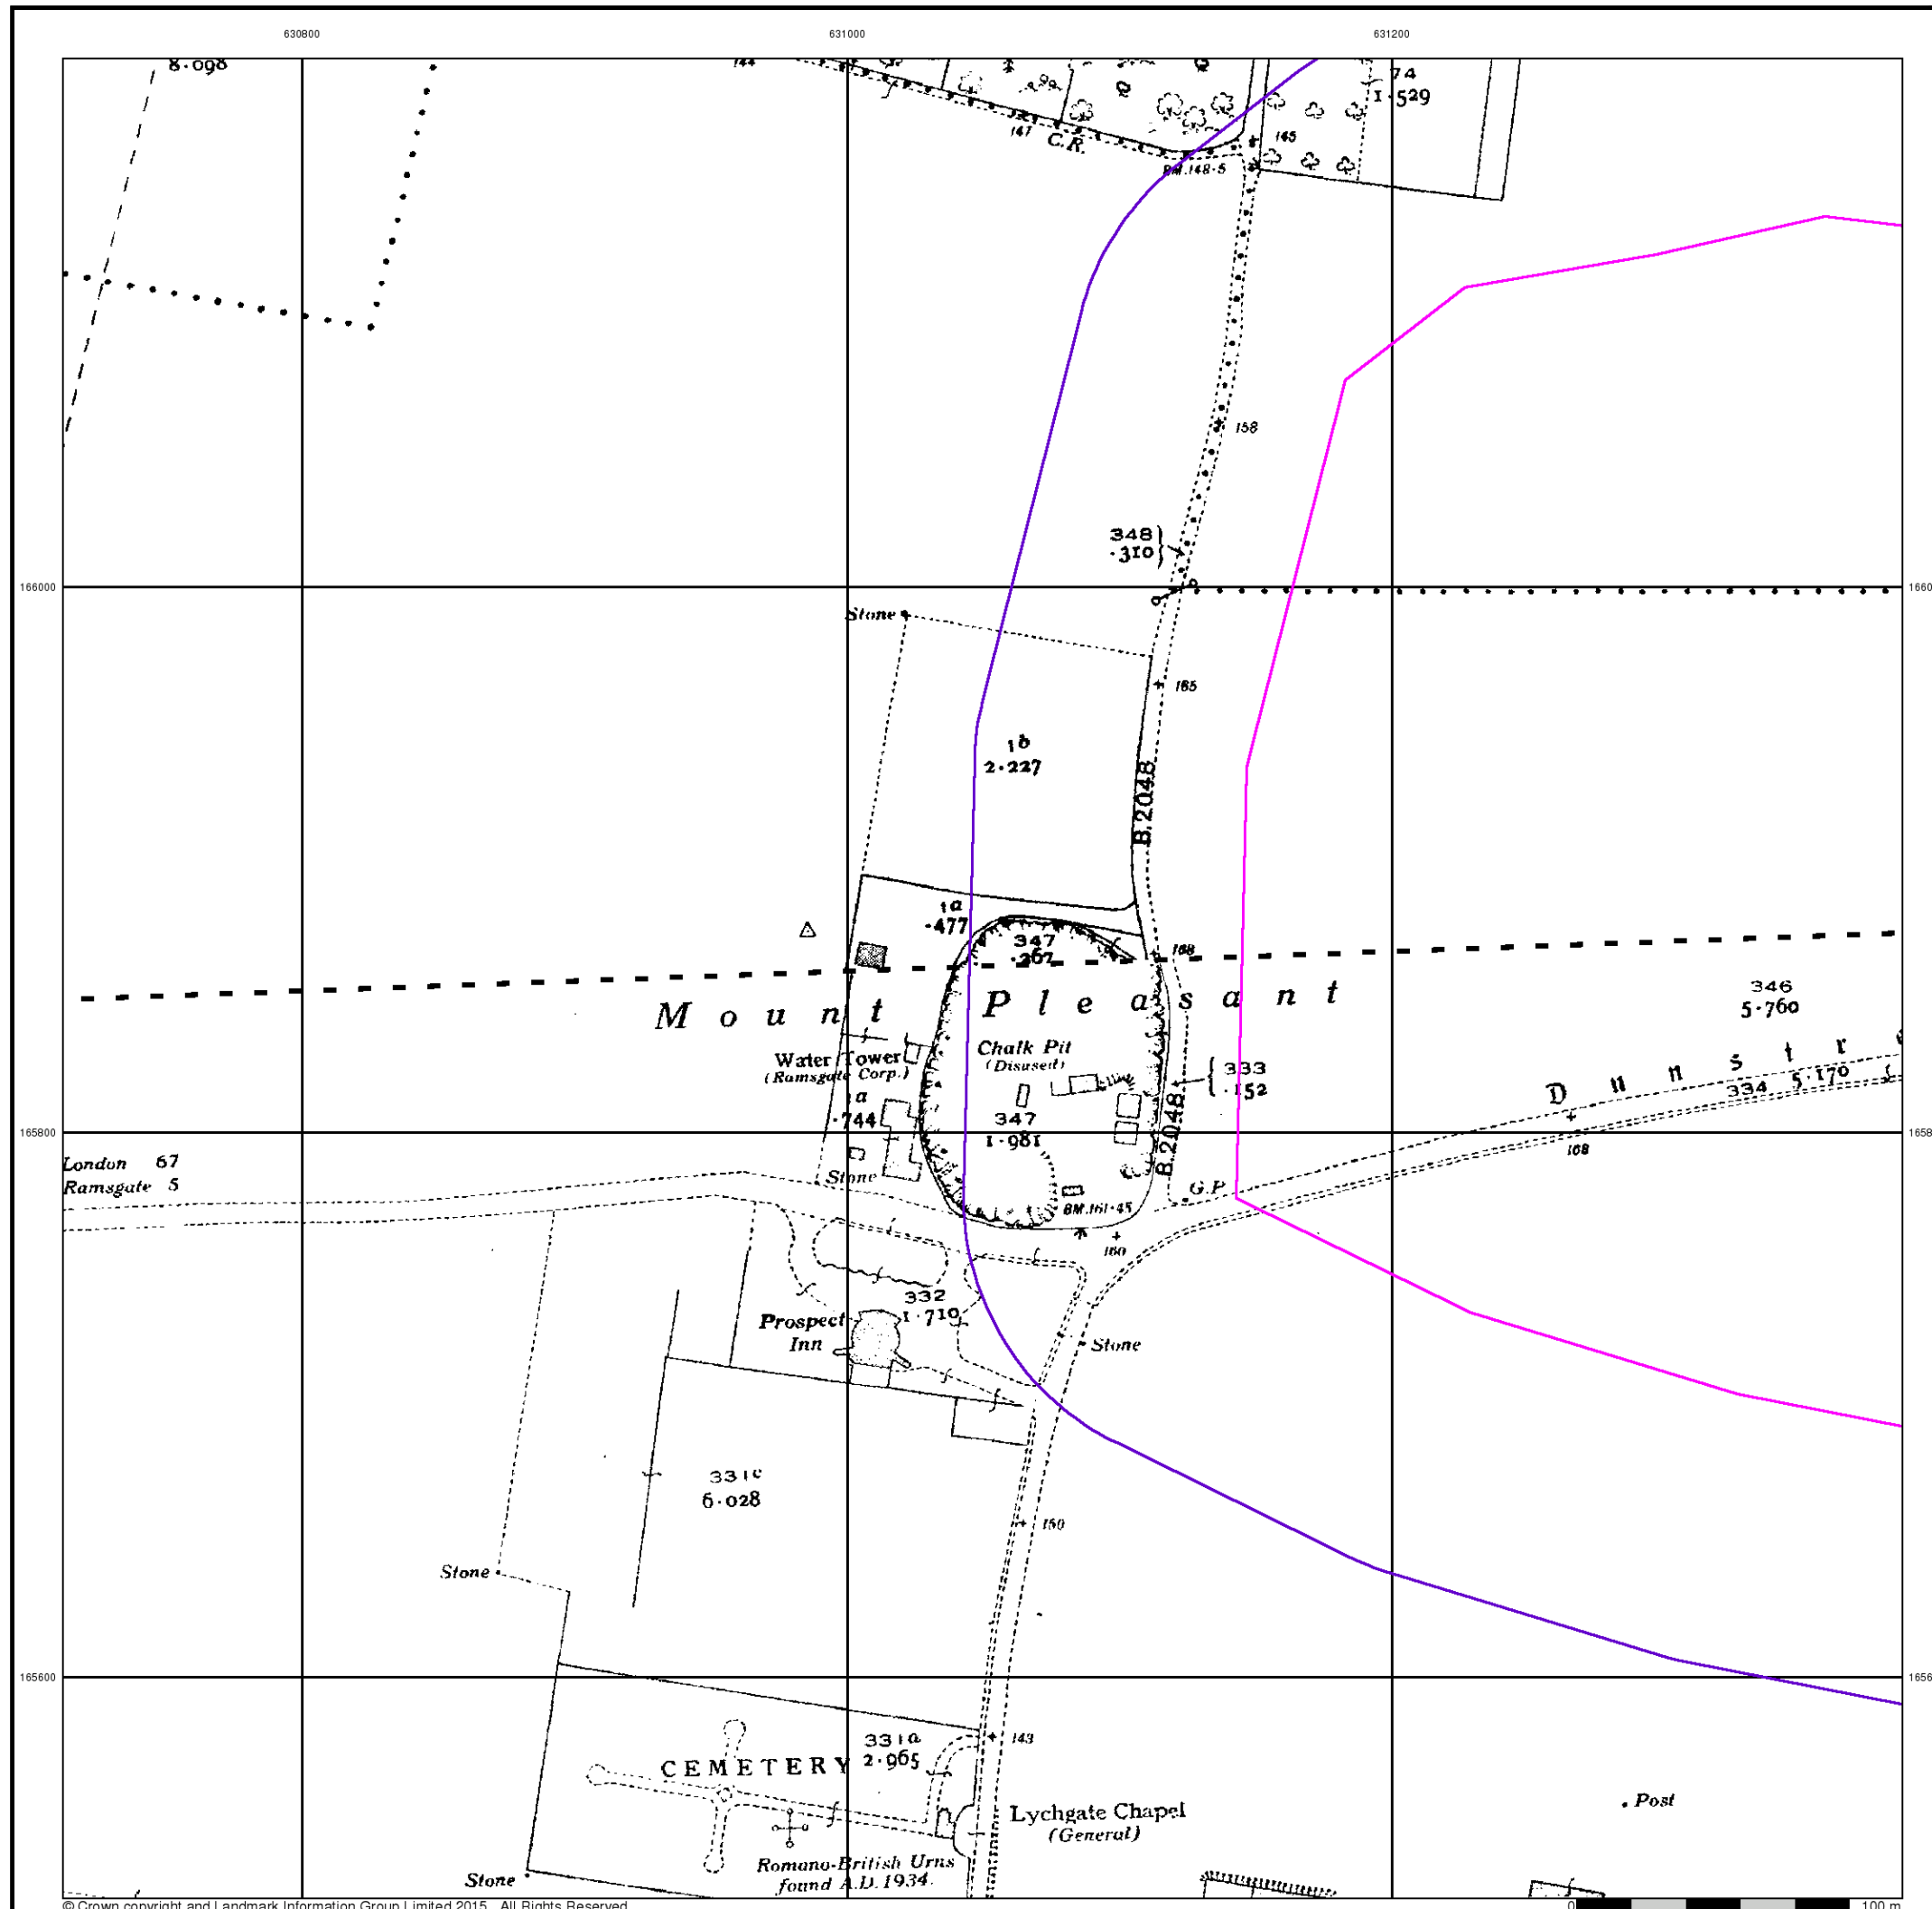 630800
631000
631200
8·098
144
74
1·529
147
C.R.
145
B.M.148·5
158
348
·310
166000
Stone
165
1b
2·227
B.2048
1a
·477
347
·267
168
Mount Pleasant
346
5·760
Water Tower
(Ramsgate Corp.)
Chalk Pit
(Disused)
333
·152
a
·744
347
1·981
B.2048
Dunstr
334 5·170
168
165800
London 67
Ramsgate 5
Stone
G.P
B.M.161·45
160
332
1·710
Prospect
Inn
Stone
331c
6·028
150
Stone
165600
331a
2·965
143
CEMETERY
Lychgate Chapel
(General)
Post
Romano-British Urns
found A.D.1934.
Stone
© Crown copyright and Landmark Information Group Limited 2015. All Rights Reserved.
0
100 m